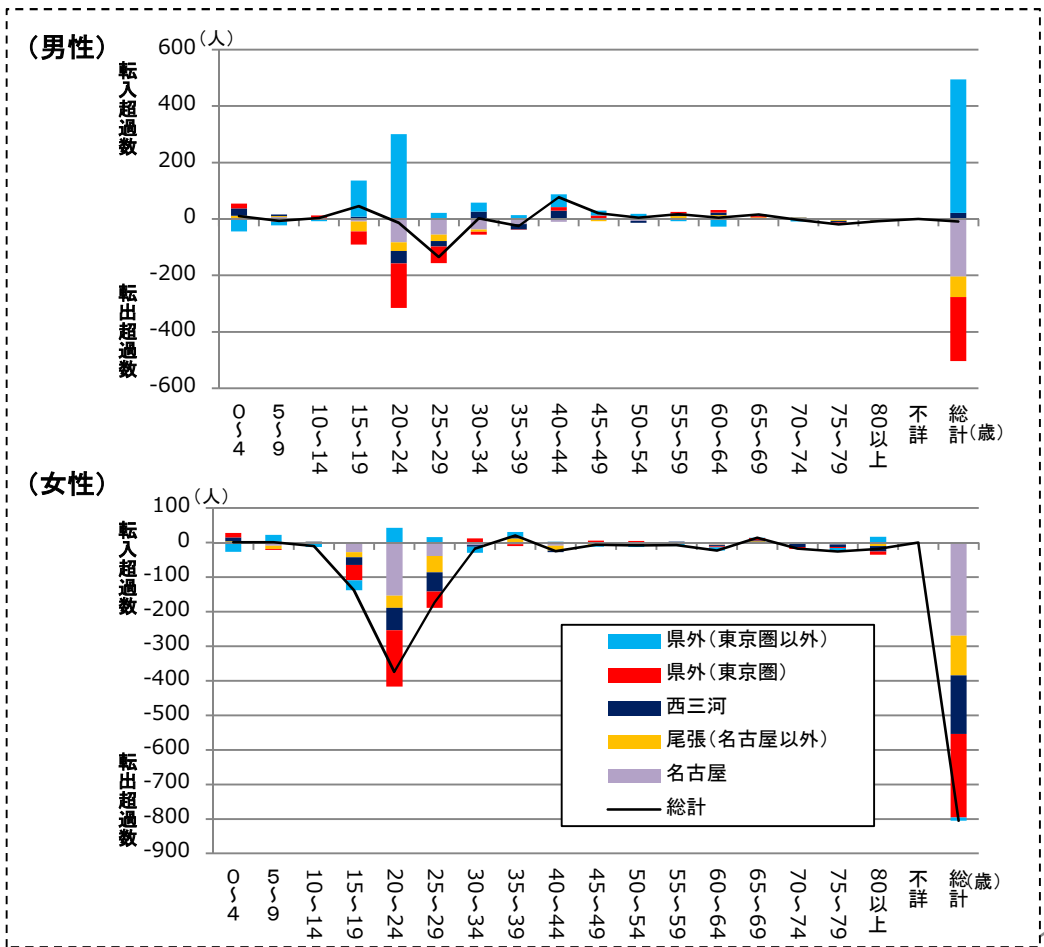 (男性)
(人)
転入超過数
転出超過数
600
400
200
0
-200
-400
-600
0～4
5～9
10～14
15～19
20～24
25～29
30～34
35～39
40～44
45～49
50～54
55～59
60～64
65～69
70～74
75～79
80以上
不詳
総計
(歳)
(女性)
(人)
転入超過数
転出超過数
100
0
-100
-200
-300
-400
-500
-600
-700
-800
-900
県外(東京圏以外)
県外(東京圏)
西三河
尾張(名古屋以外)
名古屋
総計
0～4
5～9
10～14
15～19
20～24
25～29
30～34
35～39
40～44
45～49
50～54
55～59
60～64
65～69
70～74
75～79
80以上
不詳
総計
(歳)